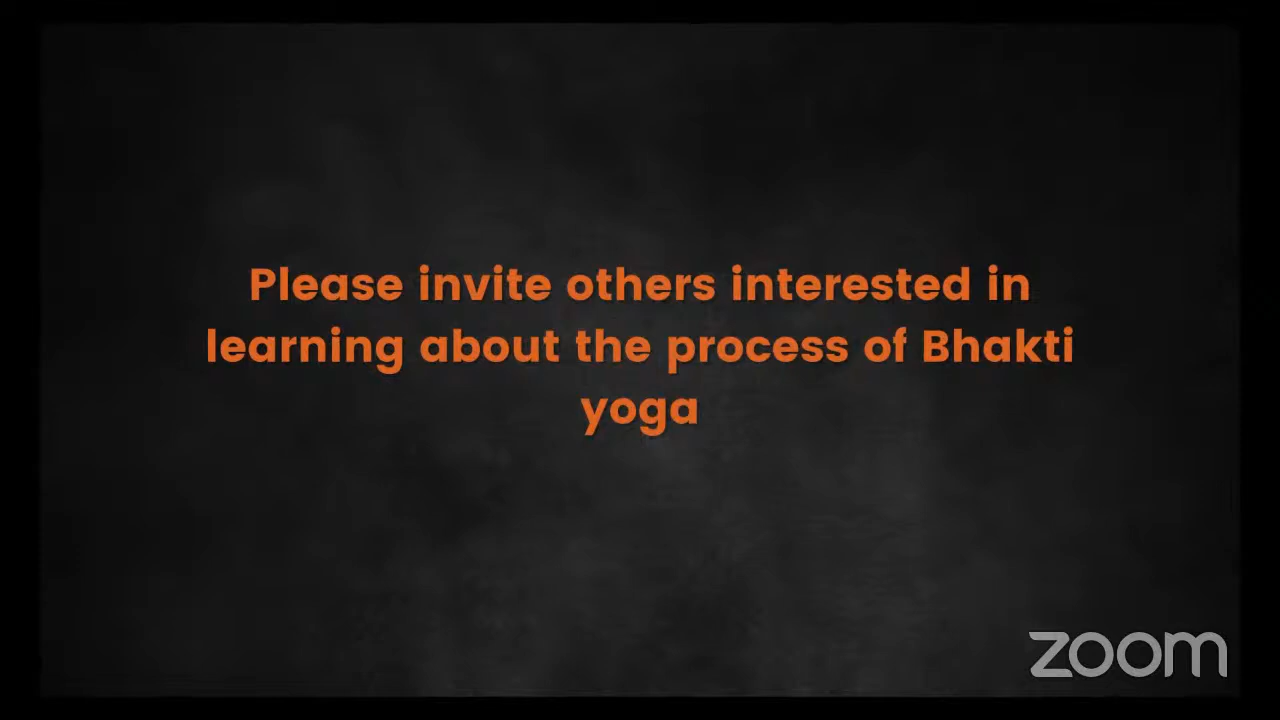 Please invite others interested in
learning about the process of Bhakti
yoga
zoom